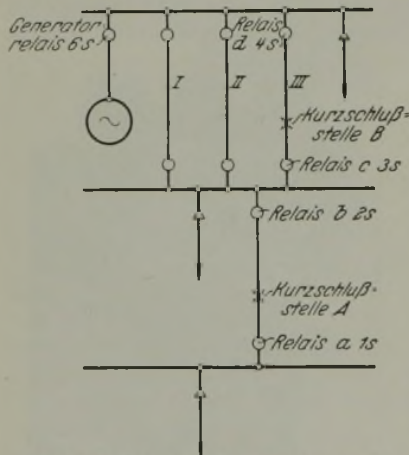 Generator=
relais 6s
Relais
d 4s
I
II
III
Kurzschluß=
stelle B
Relais c 3s
Relais b 2s
Kurzschluß=
stelle A
Relais a 1s